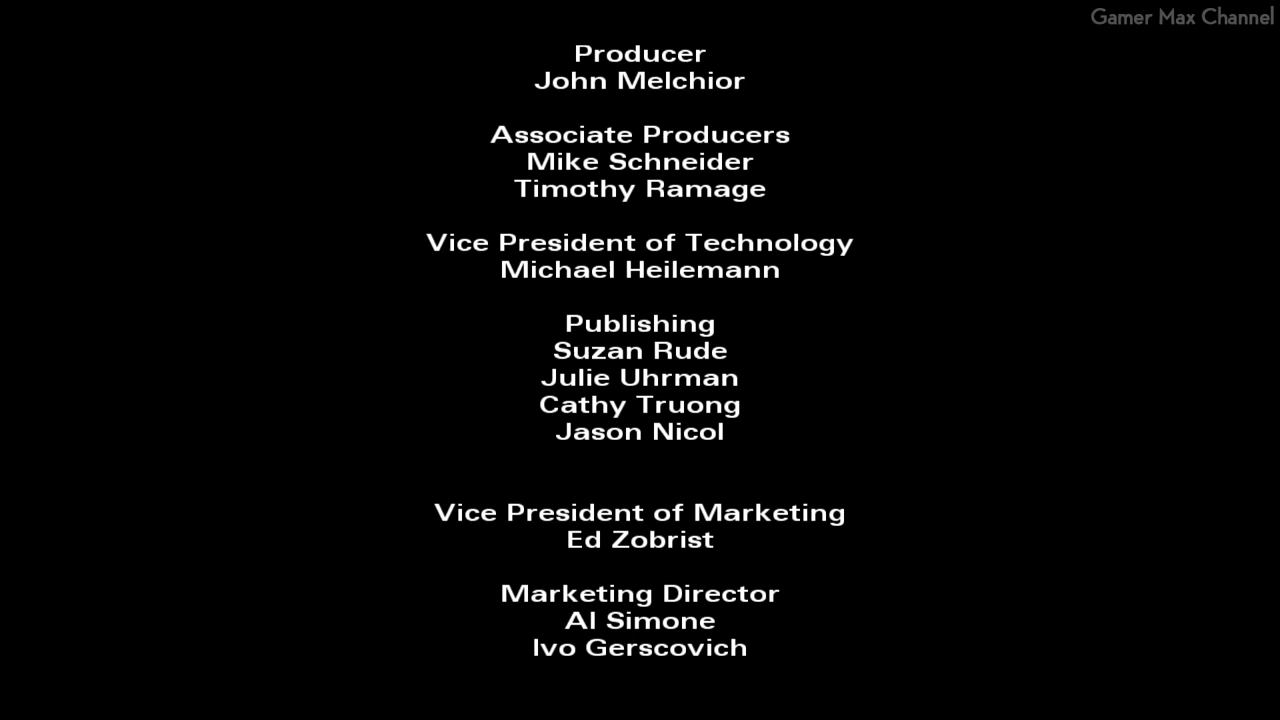 Gamer Max Channel
Producer
John Melchior
Associate Producers
Mike Schneider
Timothy Ramage
Vice President of Technology
Michael Heilemann
Publishing
Suzan Rude
Julie Uhrman
Cathy Truong
Jason Nicol
Vice President of Marketing
Ed Zobrist
Marketing Director
Al Simone
Ivo Gerscovich